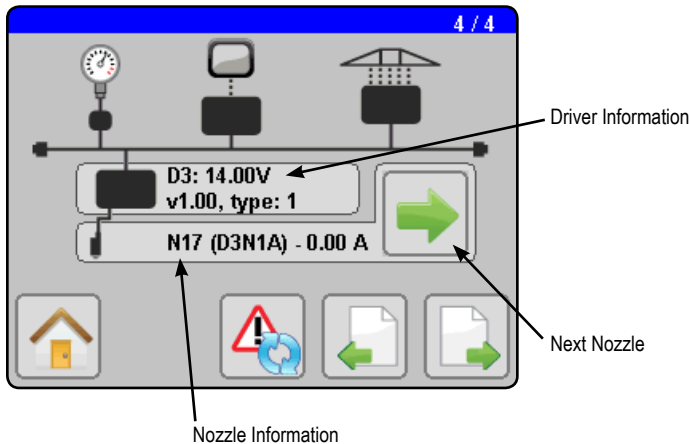 4 / 4
Driver Information
D3: 14.00V
v1.00, type: 1
N17 (D3N1A) - 0.00 A
Next Nozzle
Nozzle Information